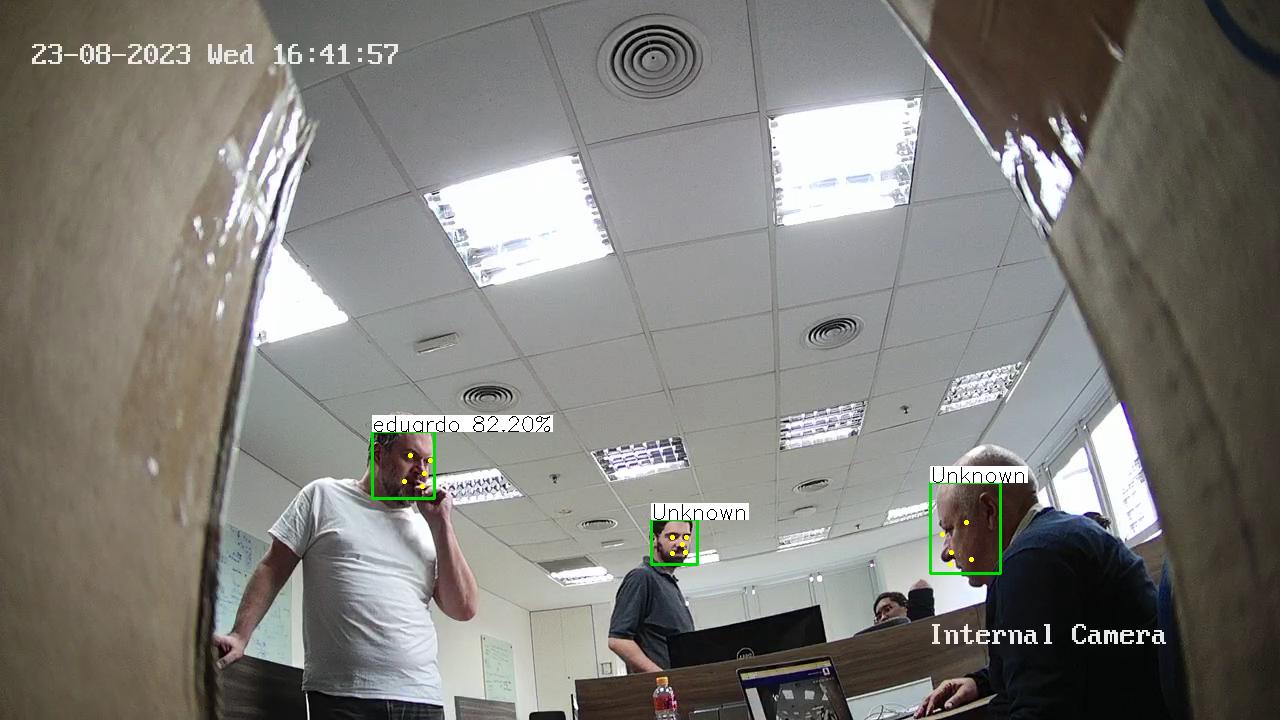 23-08-2023 Wed 16:41:57
eduardo 82.20%
Unknown
Unknown
Internal Camera